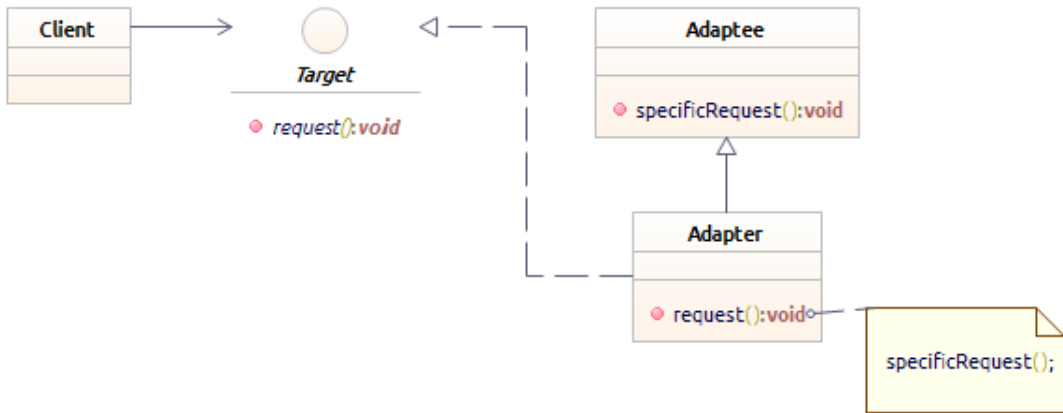 Client
Target
request():void
Adaptee
specificRequest():void
Adapter
request():void
specificRequest();